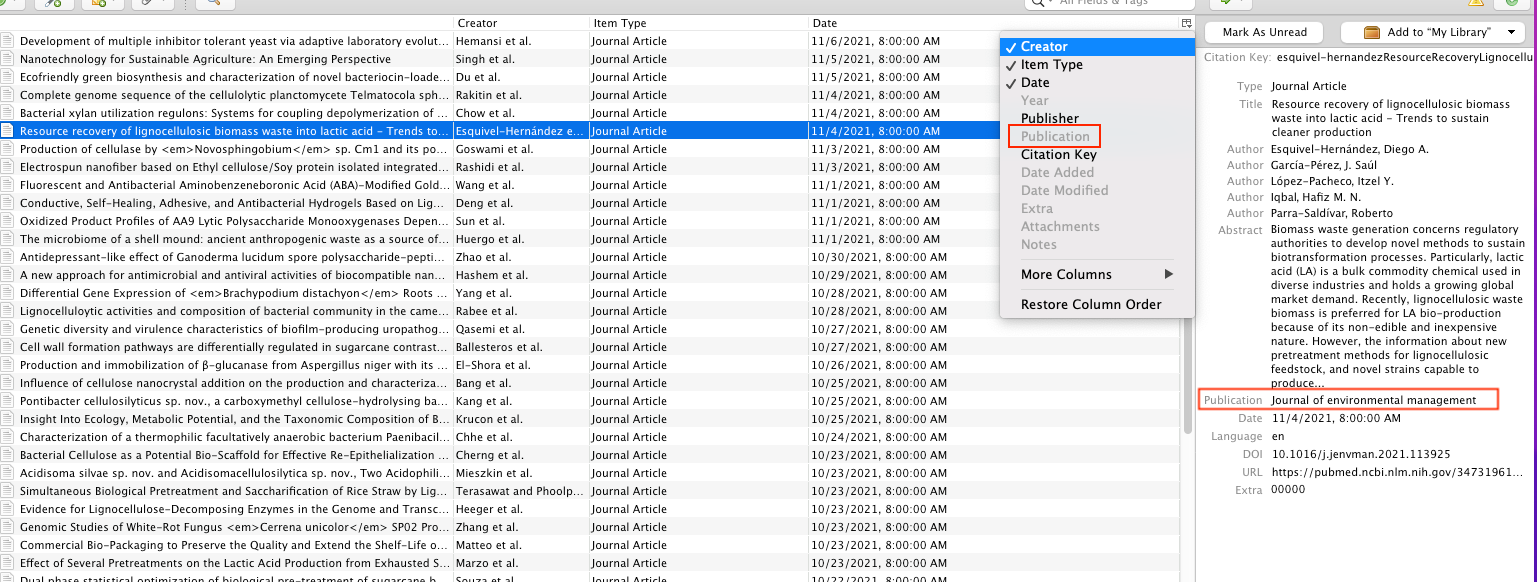 All Fields & Tags
Creator Item Type Date
Development of multiple inhibitor tolerant yeast via adaptive laboratory evolut... Hemansi et al. Journal Article 11/6/2021, 8:00:00 AM
Nanotechnology for Sustainable Agriculture: An Emerging Perspective Singh et al. Journal Article 11/5/2021, 8:00:00 AM
Ecofriendly green biosynthesis and characterization of novel bacteriocin-loade... Du et al. Journal Article 11/5/2021, 8:00:00 AM
Complete genome sequence of the cellulolytic planctomycete Telmatocola sph... Rakitin et al. Journal Article 11/4/2021, 8:00:00 AM
Bacterial xylan utilization regulons: Systems for coupling depolymerization of ... Chow et al. Journal Article 11/4/2021, 8:00:00 AM
Resource recovery of lignocellulosic biomass waste into lactic acid - Trends to... Esquivel-Hernández e... Journal Article 11/4/2021, 8:00:00 AM
Production of cellulase by <em>Novosphingobium</em> sp. Cm1 and its po... Goswami et al. Journal Article 11/3/2021, 8:00:00 AM
Electrospun nanofiber based on Ethyl cellulose/Soy protein isolated integrated... Rashidi et al. Journal Article 11/3/2021, 8:00:00 AM
Fluorescent and Antibacterial Aminobenzeneboronic Acid (ABA)-Modified Gold... Wang et al. Journal Article 11/1/2021, 8:00:00 AM
Conductive, Self-Healing, Adhesive, and Antibacterial Hydrogels Based on Lig... Deng et al. Journal Article 11/1/2021, 8:00:00 AM
Oxidized Product Profiles of AA9 Lytic Polysaccharide Monooxygenases Depen... Sun et al. Journal Article 11/1/2021, 8:00:00 AM
The microbiome of a shell mound: ancient anthropogenic waste as a source of... Huergo et al. Journal Article 11/1/2021, 8:00:00 AM
Antidepressant-like effect of Ganoderma lucidum spore polysaccharide-pepti... Zhao et al. Journal Article 10/30/2021, 8:00:00 AM
A new approach for antimicrobial and antiviral activities of biocompatible nan... Hashem et al. Journal Article 10/29/2021, 8:00:00 AM
Differential Gene Expression of <em>Brachypodium distachyon</em> Roots ... Yang et al. Journal Article 10/28/2021, 8:00:00 AM
Lignocelluloytic activities and composition of bacterial community in the came... Rabee et al. Journal Article 10/28/2021, 8:00:00 AM
Genetic diversity and virulence characteristics of biofilm-producing uropathog... Qasemi et al. Journal Article 10/27/2021, 8:00:00 AM
Cell wall formation pathways are differentially regulated in sugarcane contrast... Ballesteros et al. Journal Article 10/27/2021, 8:00:00 AM
Production and immobilization of β-glucanase from Aspergillus niger with its ... El-Shora et al. Journal Article 10/26/2021, 8:00:00 AM
Influence of cellulose nanocrystal addition on the production and characteriza... Bang et al. Journal Article 10/25/2021, 8:00:00 AM
Pontibacter cellulosilyticus sp. nov., a carboxymethyl cellulose-hydrolysing ba... Kang et al. Journal Article 10/25/2021, 8:00:00 AM
Insight Into Ecology, Metabolic Potential, and the Taxonomic Composition of B... Krucon et al. Journal Article 10/25/2021, 8:00:00 AM
Characterization of a thermophilic facultatively anaerobic bacterium Paenibacil... Chhe et al. Journal Article 10/24/2021, 8:00:00 AM
Bacterial Cellulose as a Potential Bio-Scaffold for Effective Re-Epithelialization ... Cherng et al. Journal Article 10/23/2021, 8:00:00 AM
Acidisoma silvae sp. nov. and Acidisomacellulosilytica sp. nov., Two Acidophili... Mieszkin et al. Journal Article 10/23/2021, 8:00:00 AM
Simultaneous Biological Pretreatment and Saccharification of Rice Straw by Lig... Terasawat and Phoolp... Journal Article 10/23/2021, 8:00:00 AM
Evidence for Lignocellulose-Decomposing Enzymes in the Genome and Transc... Heeger et al. Journal Article 10/23/2021, 8:00:00 AM
Genomic Studies of White-Rot Fungus <em>Cerrena unicolor</em> SP02 Pro... Zhang et al. Journal Article 10/23/2021, 8:00:00 AM
Commercial Bio-Packaging to Preserve the Quality and Extend the Shelf-Life o... Matteo et al. Journal Article 10/23/2021, 8:00:00 AM
Effect of Several Pretreatments on the Lactic Acid Production from Exhausted S... Marzo et al. Journal Article 10/23/2021, 8:00:00 AM
Dual phase statistical optimization of biological pre-treatment of sugarcane b... Souza et al. Journal Article 10/22/2021, 8:00:00 AM
Creator
Item Type
Date
Year
Publisher
Publication
Citation Key
Date Added
Date Modified
Extra
Attachments
Notes
More Columns
Restore Column Order
Mark As Unread Add to “My Library”
Citation Key: esquivel-hernandezResourceRecoveryLignocellu
Type Journal Article
Title Resource recovery of lignocellulosic biomass
waste into lactic acid - Trends to sustain
cleaner production
Author Esquivel-Hernández, Diego A.
Author García-Pérez, J. Saúl
Author López-Pacheco, Itzel Y.
Author Iqbal, Hafiz M. N.
Author Parra-Saldívar, Roberto
Abstract Biomass waste generation concerns regulatory
authorities to develop novel methods to sustain
biotransformation processes. Particularly, lactic
acid (LA) is a bulk commodity chemical used in
diverse industries and holds a growing global
market demand. Recently, lignocellulosic waste
biomass is preferred for LA bio-production
because of its non-edible and inexpensive
nature. However, the information about new
pretreatment methods for lignocellulosic
feedstock, and novel strains capable to
produce...
Publication Journal of environmental management
Date 11/4/2021, 8:00:00 AM
Language en
DOI 10.1016/j.jenvman.2021.113925
URL https://pubmed.ncbi.nlm.nih.gov/34731961...
Extra 00000